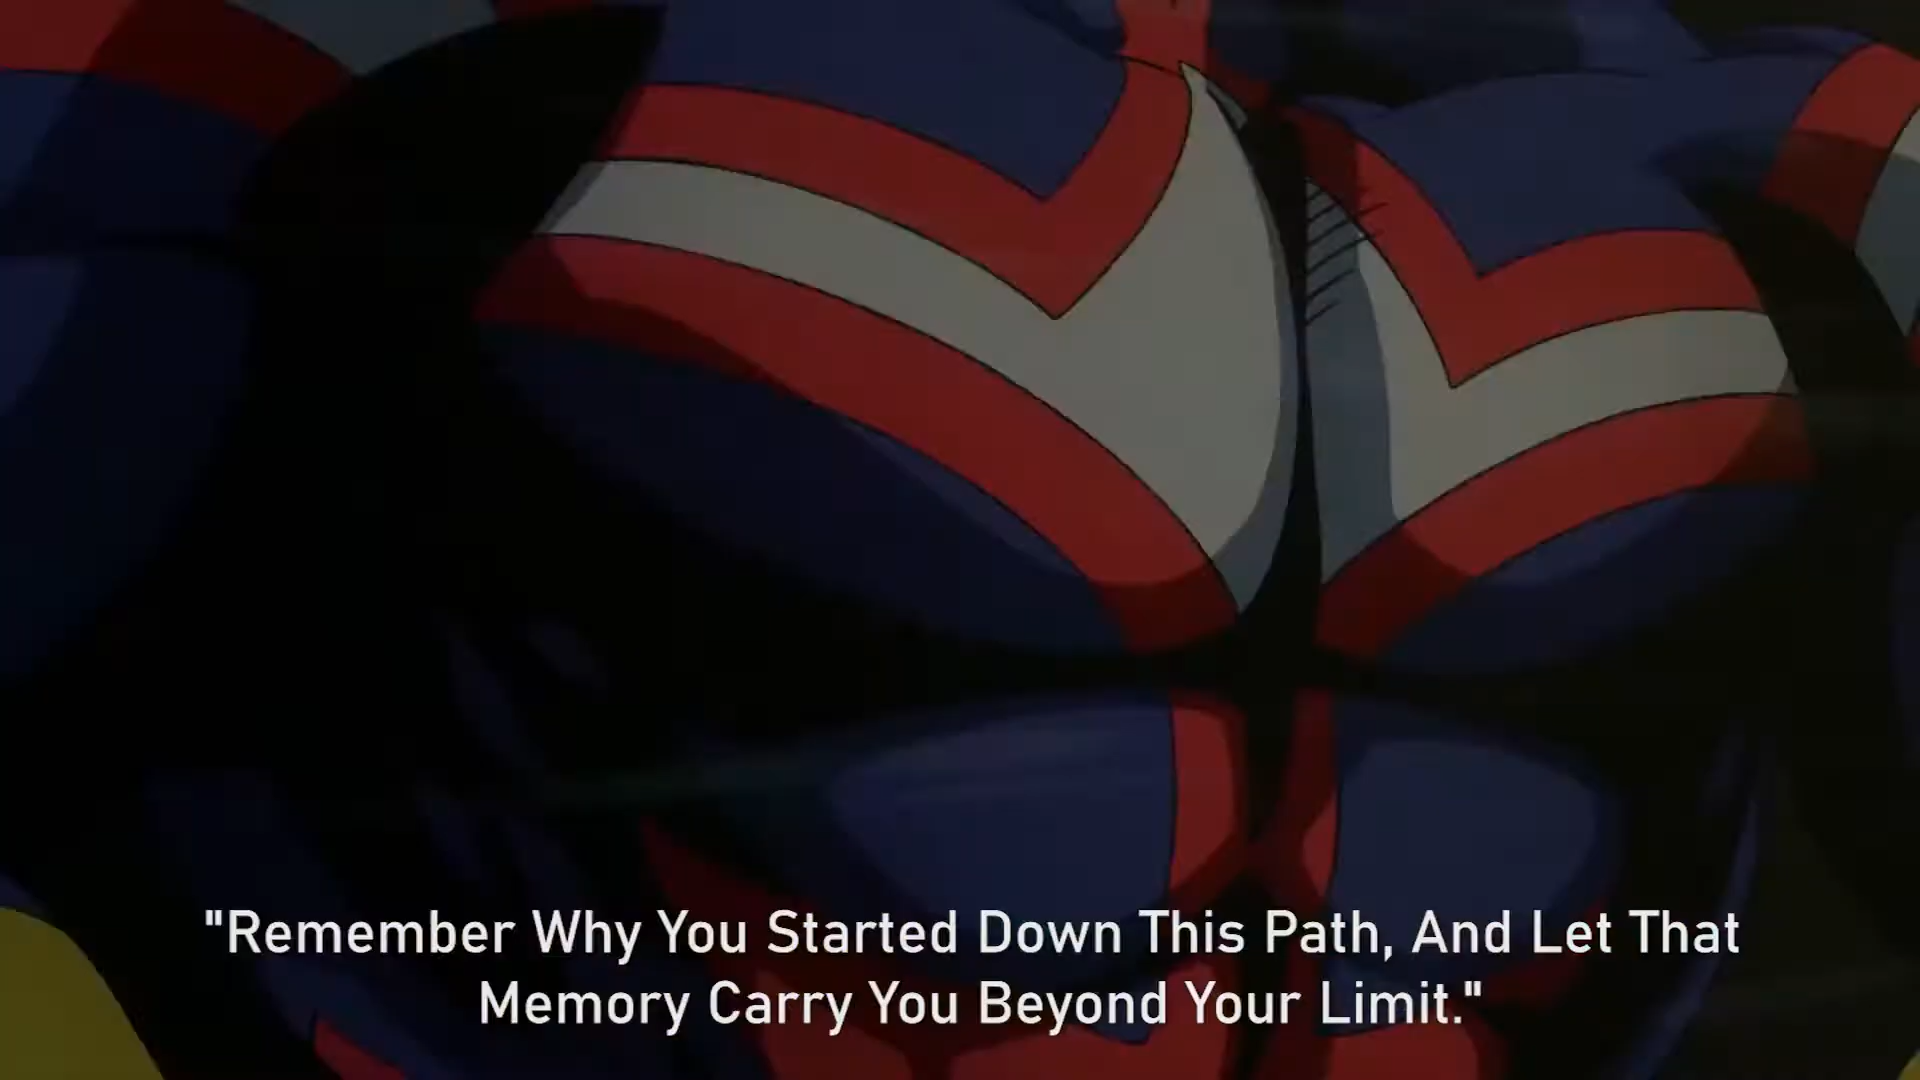 "Remember Why You Started Down This Path, And Let That
Memory Carry You Beyond Your Limit."